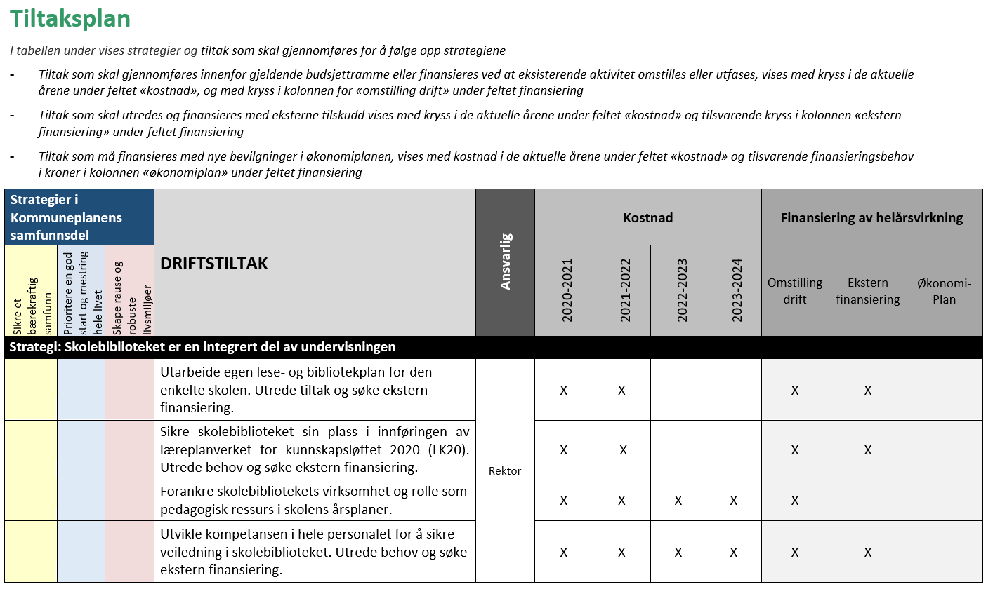 Tiltaksplan
I tabellen under vises strategier og tiltak som skal gjennomføres for å følge opp strategiene
- Tiltak som skal gjennomføres innenfor gjeldende budsjettramme eller finansieres ved at eksisterende aktivitet omstilles eller utfases, vises med kryss i de aktuelle
årene under feltet «kostnad», og med kryss i kolonnen for «omstilling drift» under feltet finansiering
- Tiltak som skal utredes og finansieres med eksterne tilskudd vises med kryss i de aktuelle årene under feltet «kostnad» og tilsvarende kryss i kolonnen «ekstern
finansiering» under feltet finansiering
- Tiltak som må finansieres med nye bevilgninger i økonomiplanen, vises med kostnad i de aktuelle årene under feltet «kostnad» og tilsvarende finansieringsbehov
i kroner i kolonnen «økonomiplan» under feltet finansiering
Strategier i
Kommuneplanens
samfunnsdel
Sikre et
bærekraftig
samfunn
Prioritere en god
start og mestring
hele livet
Skape rause og
robuste
livsmiljøer
DRIFTSTILTAK
Ansvarlig
Kostnad
2020-2021
2021-2022
2022-2023
2023-2024
Finansiering av helårsvirkning
Omstilling
drift
Ekstern
finansiering
Økonomi-
Plan
Strategi: Skolebiblioteket er en integrert del av undervisningen
Utarbeide egen lese- og bibliotekplan for den
enkelte skolen. Utrede tiltak og søke ekstern
finansiering.
X X X X
Sikre skolebiblioteket sin plass i innføringen av
læreplanverket for kunnskapsløftet 2020 (LK20).
Utrede behov og søke ekstern finansiering.
X X X X
Rektor
Forankre skolebibliotekets virksomhet og rolle som
pedagogisk ressurs i skolens årsplaner.
X X X X X
Utvikle kompetansen i hele personalet for å sikre
veiledning i skolebiblioteket. Utrede behov og søke
ekstern finansiering.
X X X X X X